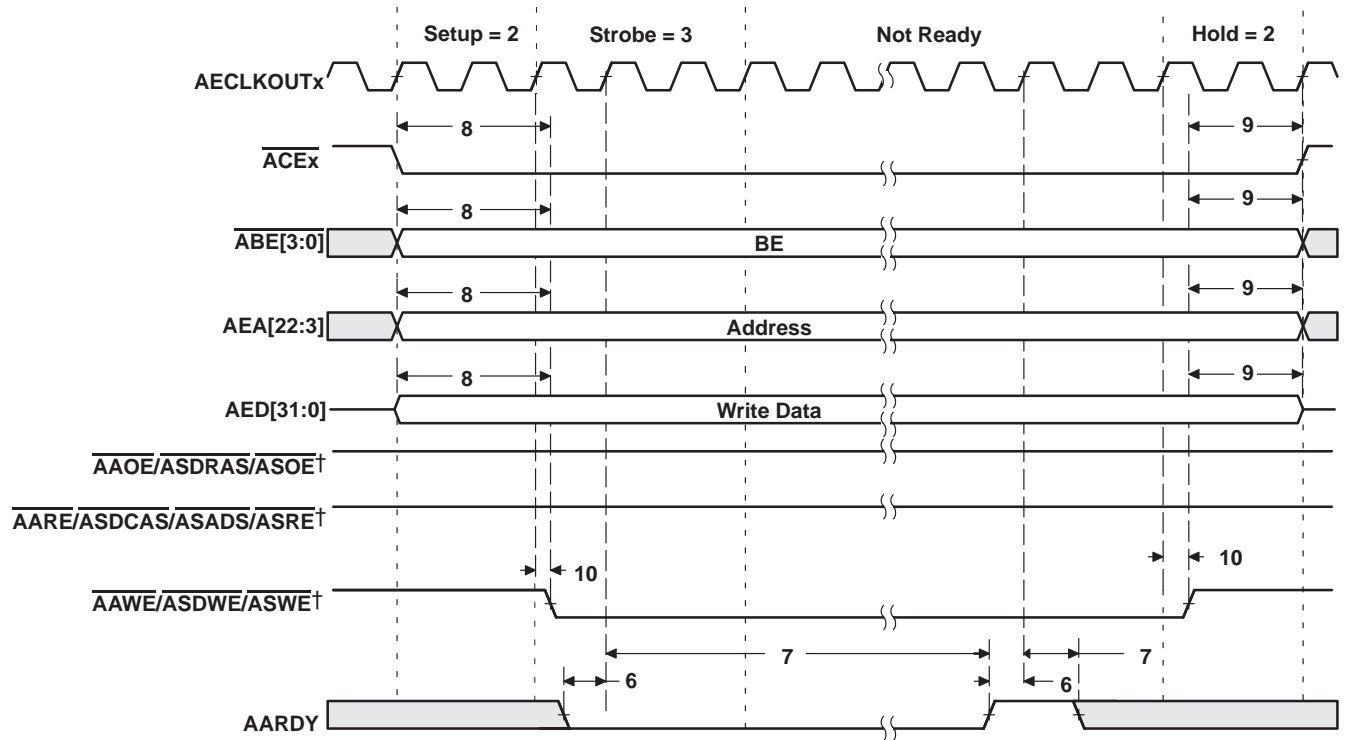 Setup = 2 Strobe = 3 Not Ready Hold = 2
AECLKOUTx
8 9
ACEx
8 9
ABE[3:0] BE
8 9
AEA[22:3] Address
8 9
AED[31:0] Write Data
AAOE/ASDRAS/ASOE†
AARE/ASDCAS/ASADS/ASRE†
10 10
AAWE/ASDWE/ASWE†
7 7
6 6
AARDY